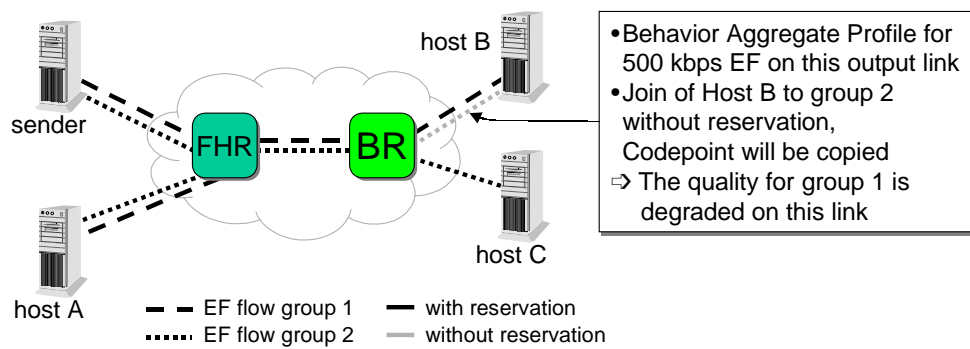 host B
sender
FHR
BR
host A
host C
•Behavior Aggregate Profile for
500 kbps EF on this output link
•Join of Host B to group 2
without reservation,
Codepoint will be copied
➩ The quality for group 1 is
degraded on this link
EF flow group 1
with reservation
EF flow group 2
without reservation